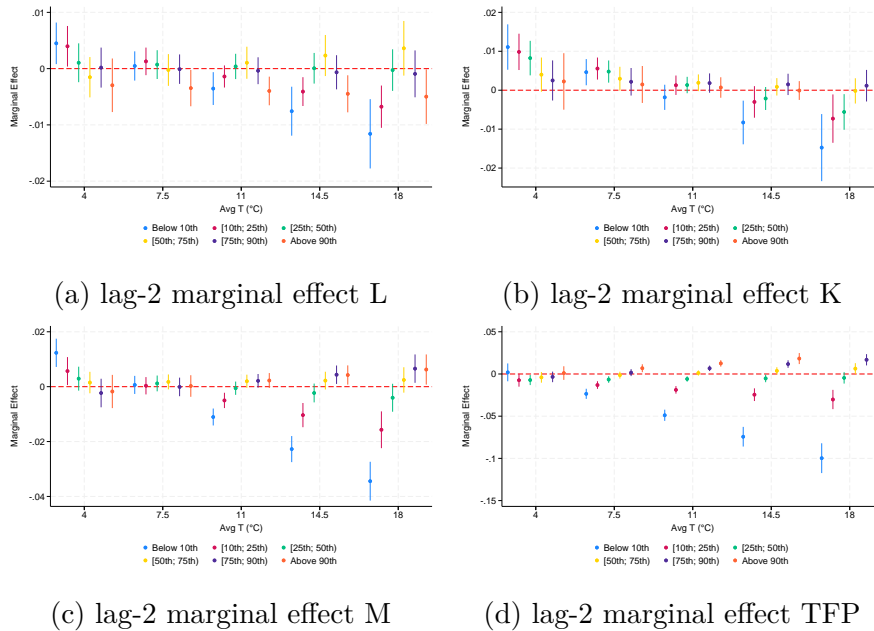 .01
0
-.01
-.02
Marginal Effect
4
7.5
11
14.5
18
Avg T (°C)
Below 10th
[10th; 25th)
[25th; 50th)
[50th; 75th)
[75th; 90th)
Above 90th
(a) lag-2 marginal effect L
.02
.01
0
-.01
-.02
Marginal Effect
4
7.5
11
14.5
18
Avg T (°C)
Below 10th
[10th; 25th)
[25th; 50th)
[50th; 75th)
[75th; 90th)
Above 90th
(b) lag-2 marginal effect K
.02
0
-.02
-.04
Marginal Effect
4
7.5
11
14.5
18
Avg T (°C)
Below 10th
[10th; 25th)
[25th; 50th)
[50th; 75th)
[75th; 90th)
Above 90th
(c) lag-2 marginal effect M
.05
0
-.05
-.1
-.15
Marginal Effect
4
7.5
11
14.5
18
Avg T (°C)
Below 10th
[10th; 25th)
[25th; 50th)
[50th; 75th)
[75th; 90th)
Above 90th
(d) lag-2 marginal effect TFP